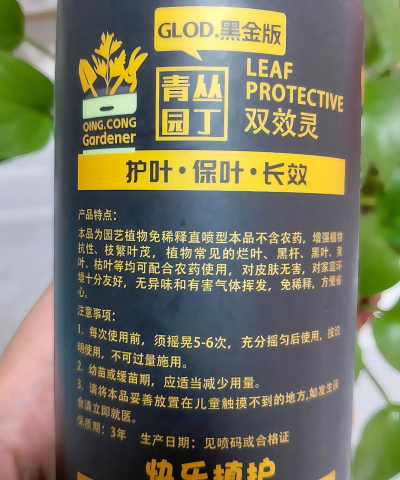 GLOD.黑金版
青丛
园丁
QING.CONG
Gardener
LEAF
PROTECTIVE
双效灵
护叶·保叶·长效
产品特点：
本品为园艺植物免稀释直喷型本品不含农药，增强植物
抗性、枝繁叶茂，植物常见的烂叶、黑杆、黑叶、黄
叶、枯叶等均可配合农药使用，对皮肤无害，对家庭环
境十分友好，无异味和有害气体挥发，免稀释，方便省
心。
注意事项：
1、每次使用前，须摇晃5-6次，充分摇匀后使用，按说
明使用，不可过量施用。
2、幼苗或缓苗期，应适当减少用量。
3、请将本品妥善放置在儿童触摸不到的地方,如发生误
食请立即就医。
保质期：3年 生产日期：见喷码或合格证
快乐植护